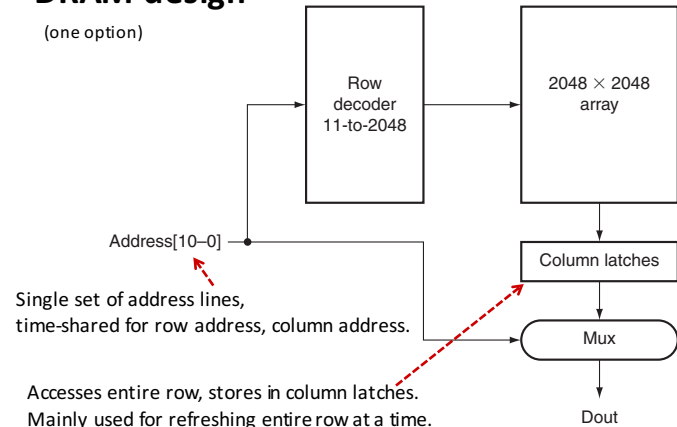 DRAM design
(one option)
Row
decoder
11-to-2048
2048 × 2048
array
Address[10–0]
Column latches
Single set of address lines,
time-shared for row address, column address.
Mux
Accesses entire row, stores in column latches.
Mainly used for refreshing entire row at a time.
Dout